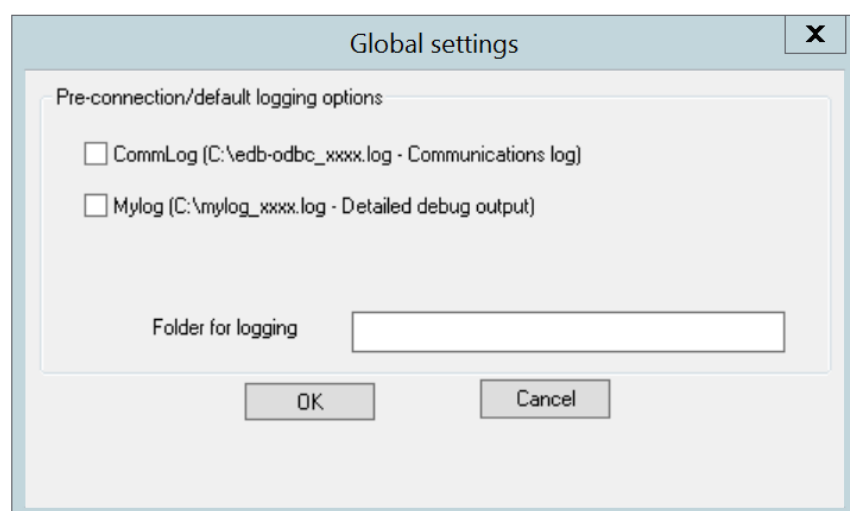 Global settings
X
Pre-connection/default logging options
CommLog (C:\edb-odbc_xxxx.log - Communications log)
Mylog (C:\mylog_xxxx.log - Detailed debug output)
Folder for logging
OK
Cancel